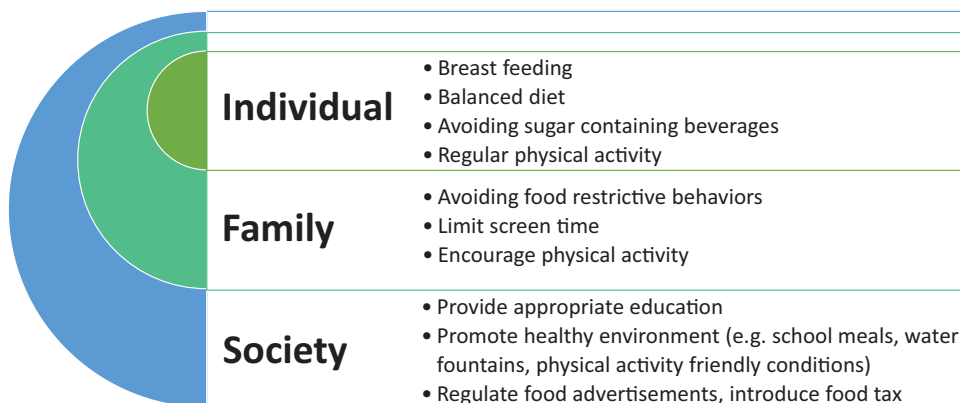 Individual
• Breast feeding
• Balanced diet
• Avoiding sugar containing beverages
• Regular physical activity
Family
• Avoiding food restrictive behaviors
• Limit screen time
• Encourage physical activity
Society
• Provide appropriate education
• Promote healthy environment (e.g. school meals, water
fountains, physical activity friendly conditions)
• Regulate food advertisements, introduce food tax